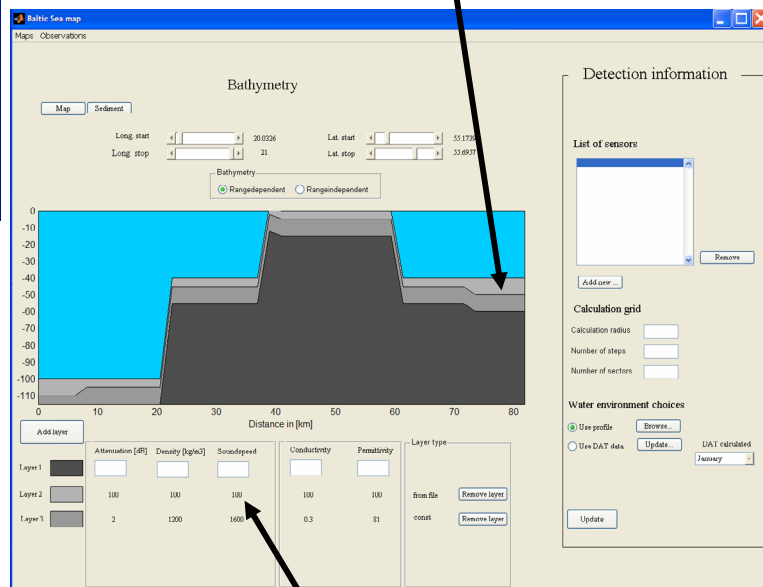 Baltic Sea map
Maps Observations
Bathymetry
Map Sediment
Long. start 20.0326 Lat. start 55.1739
Long. stop 21 Lat. stop 55.6957
Bathymetry
Rangedependent Rangeindependent
0
-10
-20
-30
-40
-50
-60
-70
-80
-90
-100
-110
0 10 20 30 40 50 60 70 80
Distance in [km]
Add layer
Attenuation [dB] Density [kg/m3] Soundspeed Conductivity Permittivity Layer type
Layer 1
Layer 2 100 100 100 100 100 from file Remove layer
Layer 3 2 1200 1600 0.3 81 const Remove layer
Detection information
List of sensors
Remove
Add new ...
Calculation grid
Calculation radius
Number of steps
Number of sectors
Water environment choices
Use profile Browse...
Use DAT data Update... DAT calculated
January
Update